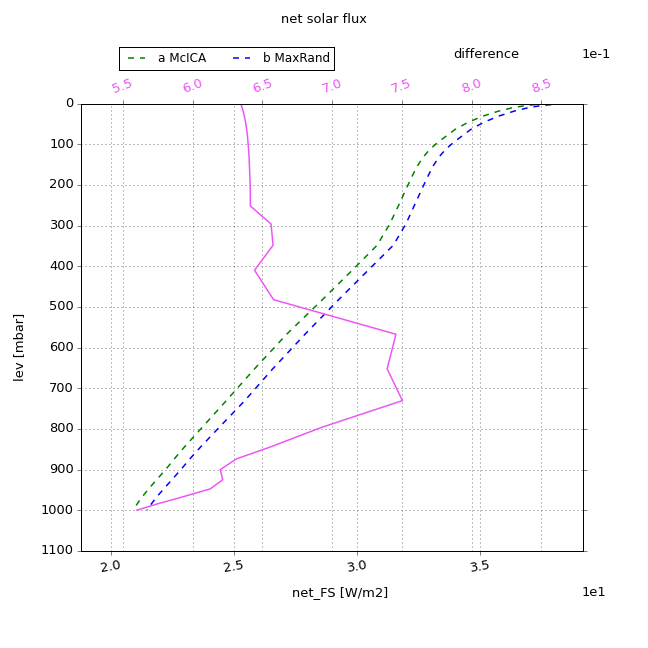 net solar flux
a McICA b MaxRand
difference 1e-1
5.5 6.0 6.5 7.0 7.5 8.0 8.5
0
100
200
300
400
500
600
700
800
900
1000
1100
lev [mbar]
2.0 2.5 3.0 3.5
net_FS [W/m2] 1e1